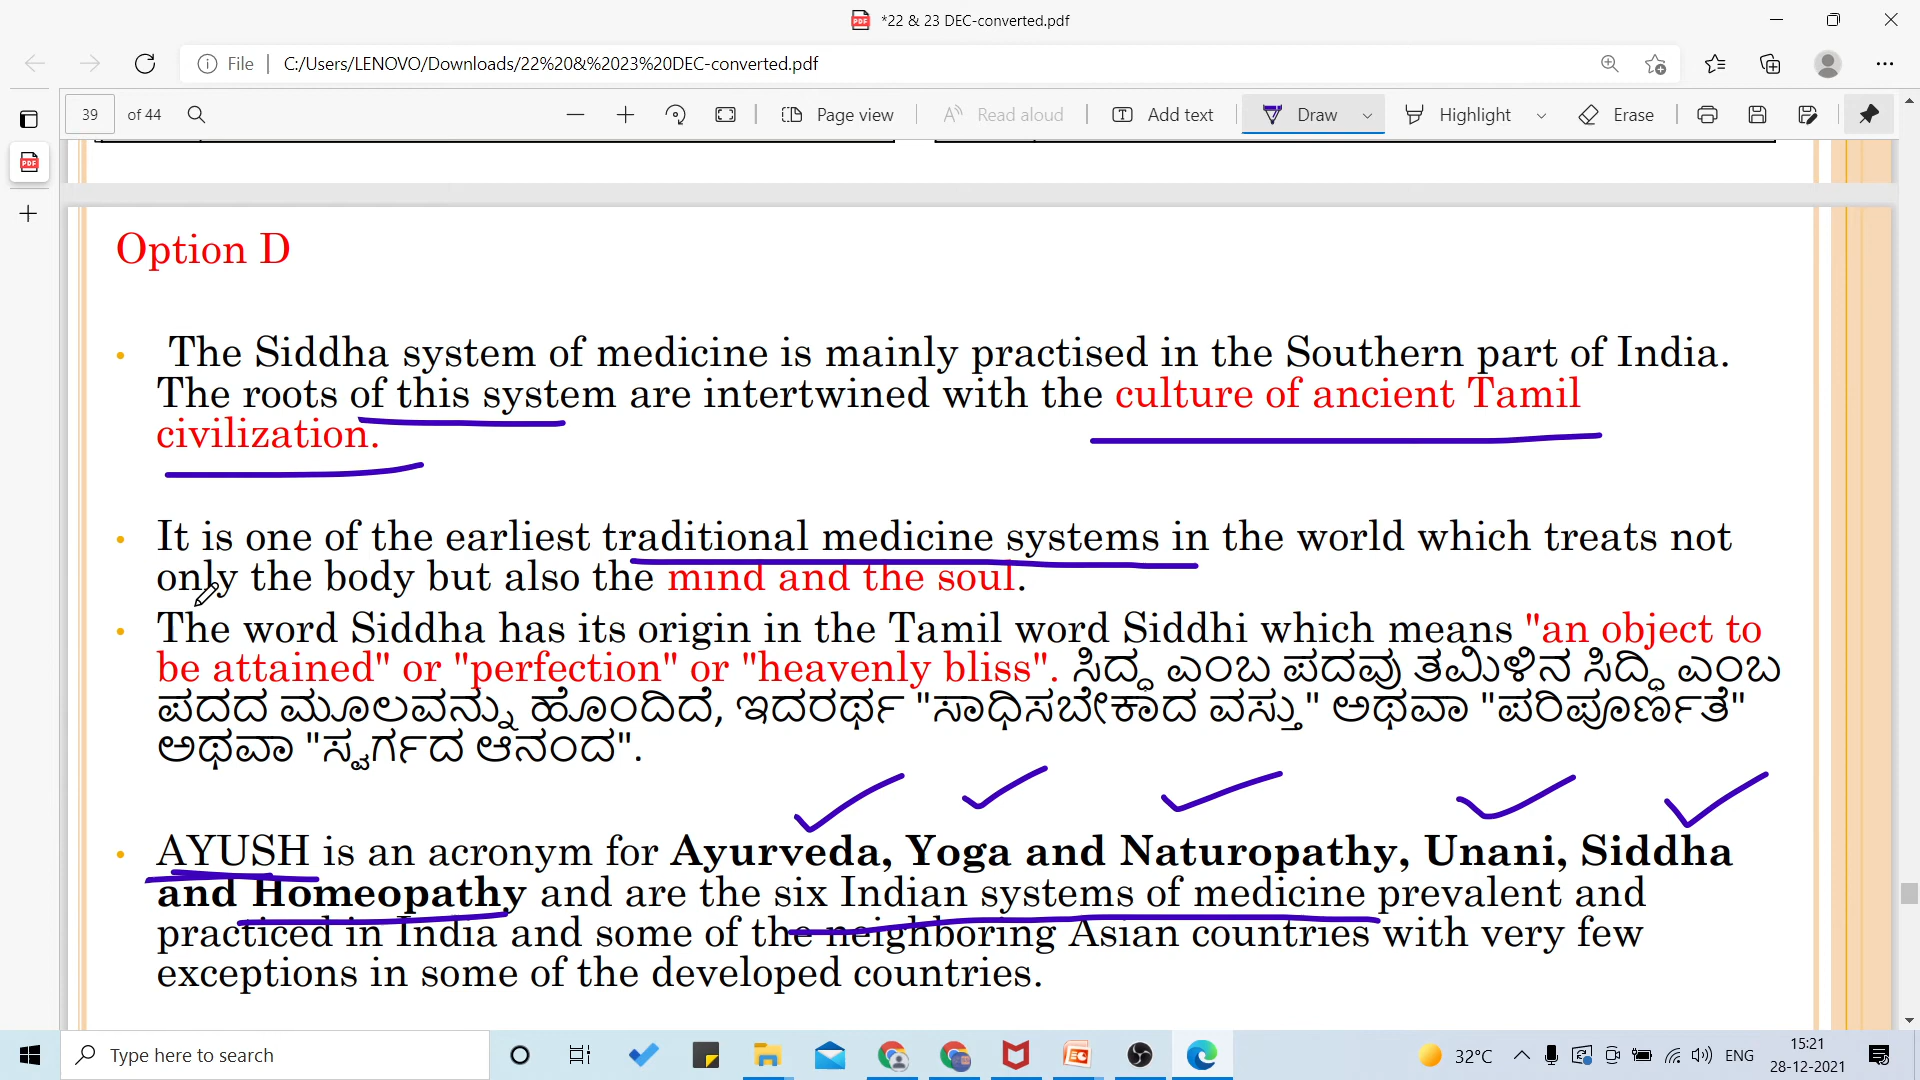 *22 & 23 DEC-converted.pdf
File C:/Users/LENOVO/Downloads/22%20&%2023%20DEC-converted.pdf
39 of 44 Page view Read aloud Add text Draw Highlight Erase
Option D
• The Siddha system of medicine is mainly practised in the Southern part of India.
The roots of this system are intertwined with the culture of ancient Tamil
civilization.
• It is one of the earliest traditional medicine systems in the world which treats not
only the body but also the mind and the soul.
• The word Siddha has its origin in the Tamil word Siddhi which means "an object to
be attained" or "perfection" or "heavenly bliss". ಸಿದ್ಧ ಎಂಬ ಪದವು ತಮಿಳಿನ ಸಿದ್ಧಿ ಎಂಬ
ಪದದ ಮೂಲವನ್ನು ಹೊಂದಿದೆ, ಇದರರ್ಥ "ಸಾಧಿಸಬೇಕಾದ ವಸ್ತು" ಅಥವಾ "ಪರಿಪೂರ್ಣತೆ"
ಅಥವಾ "ಸ್ವರ್ಗದ ಆನಂದ".
• AYUSH is an acronym for Ayurveda, Yoga and Naturopathy, Unani, Siddha
and Homeopathy and are the six Indian systems of medicine prevalent and
practiced in India and some of the neighboring Asian countries with very few
exceptions in some of the developed countries.
Type here to search 32°C ENG 15:21
28-12-2021